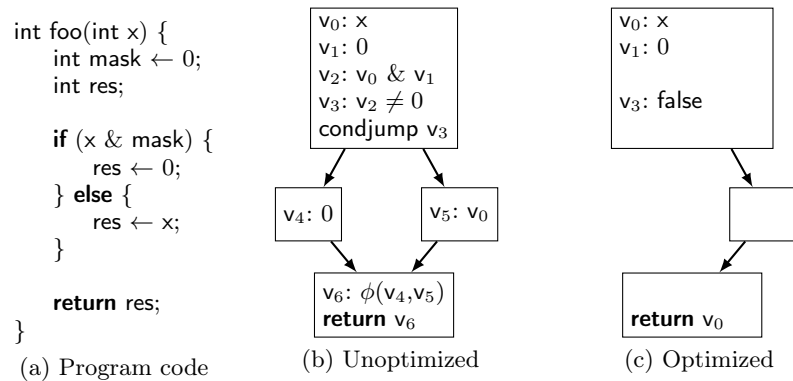 int foo(int x) {
int mask ← 0;
int res;
if (x & mask) {
res ← 0;
} else {
res ← x;
}
return res;
}
(a) Program code
v₀: x
v₁: 0
v₂: v₀ & v₁
v₃: v₂ ≠ 0
condjump v₃
v₄: 0
v₅: v₀
v₆: ϕ(v₄,v₅)
return v₆
(b) Unoptimized
v₀: x
v₁: 0
v₃: false
return v₀
(c) Optimized